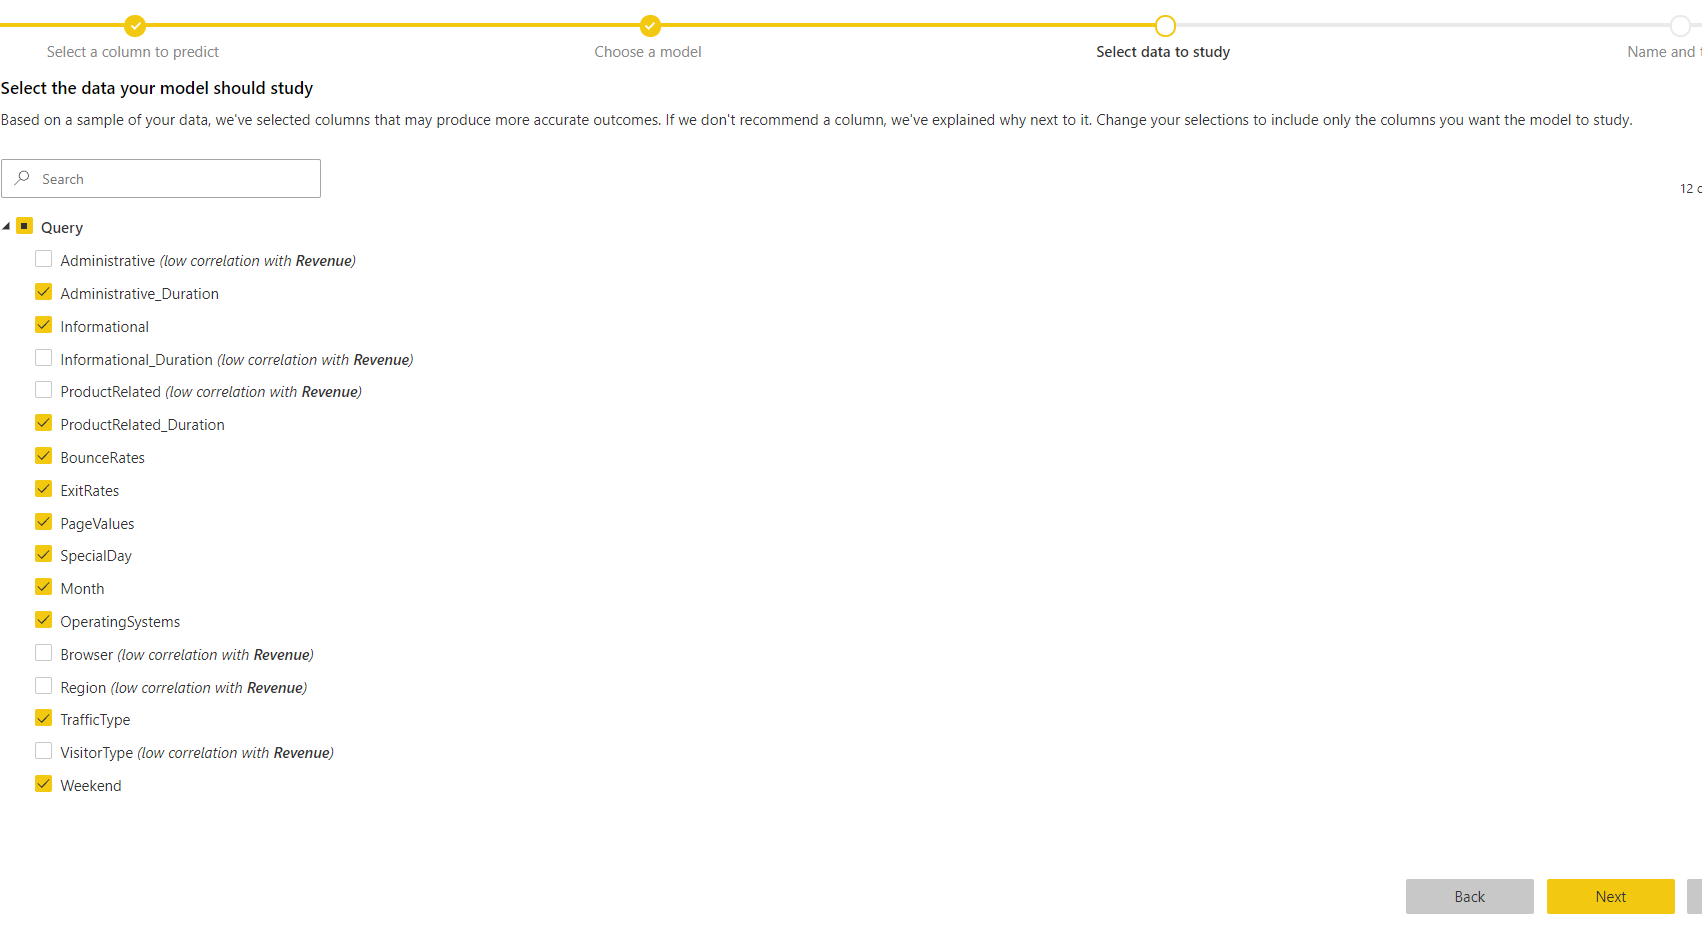 Select a column to predict
Choose a model
Select data to study
Name and
Select the data your model should study
Based on a sample of your data, we've selected columns that may produce more accurate outcomes. If we don't recommend a column, we've explained why next to it. Change your selections to include only the columns you want the model to study.
Search
12
Query
Administrative (low correlation with Revenue)
Administrative_Duration
Informational
Informational_Duration (low correlation with Revenue)
ProductRelated (low correlation with Revenue)
ProductRelated_Duration
BounceRates
ExitRates
PageValues
SpecialDay
Month
OperatingSystems
Browser (low correlation with Revenue)
Region (low correlation with Revenue)
TrafficType
VisitorType (low correlation with Revenue)
Weekend
Back
Next